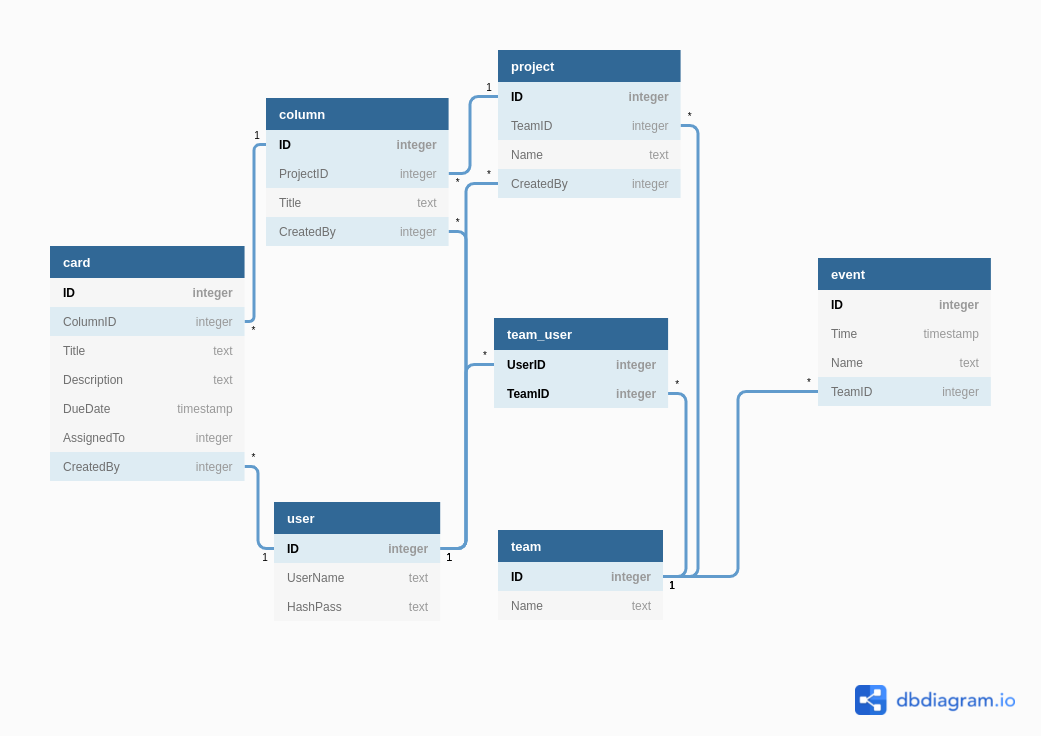 project
1
ID integer
TeamID integer
*
Name text
CreatedBy integer
*
column
1
ID integer
ProjectID integer
*
Title text
CreatedBy integer
*
card
ID integer
ColumnID integer
*
Title text
Description text
DueDate timestamp
AssignedTo integer
CreatedBy integer
*
team_user
*
UserID integer
TeamID integer
*
event
ID integer
Time timestamp
Name text
TeamID integer
*
user
ID integer
1
1
UserName text
HashPass text
team
ID integer
1
Name text
dbdiagram.io